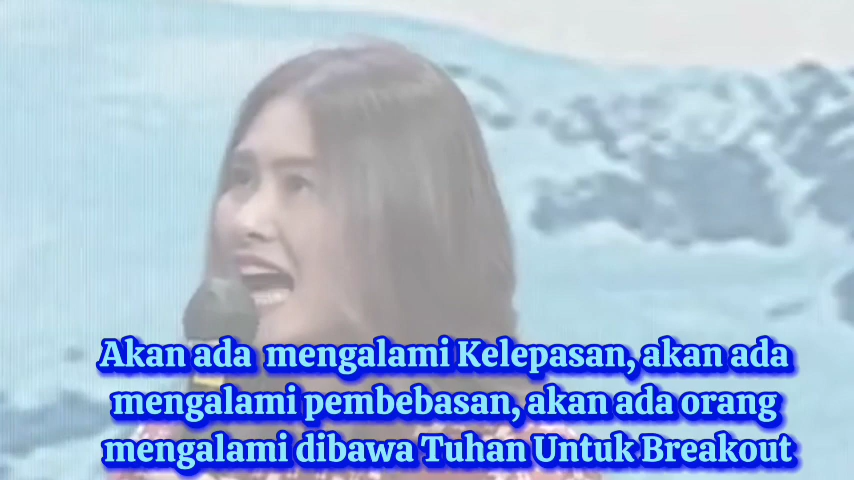 Akan ada mengalami Kelepasan, akan ada
mengalami pembebasan, akan ada orang
mengalami dibawa Tuhan Untuk Breakout